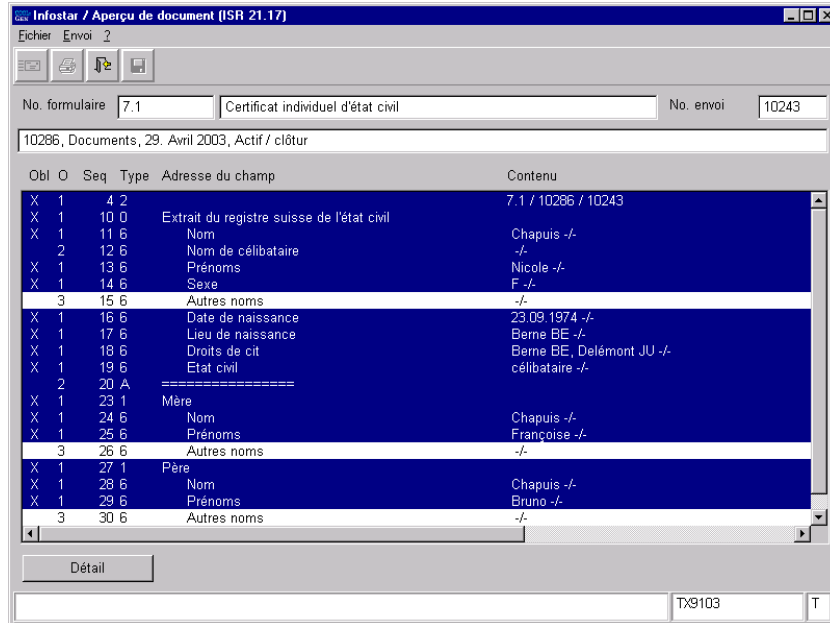 Infostar / Aperçu de document (ISR 21.17)
Fichier Envoi ?
No. formulaire 7.1 Certificat individuel d'état civil No. envoi 10243
10286, Documents, 29. Avril 2003, Actif / clôtur
Obl O Seq Type Adresse du champ Contenu
X 1 4 2 7.1 / 10286 / 10243
X 1 10 0 Extrait du registre suisse de l'état civil
X 1 11 6 Nom Chapuis -/-
2 12 6 Nom de célibataire -/-
X 1 13 6 Prénoms Nicole -/-
X 1 14 6 Sexe F -/-
3 15 6 Autres noms -/-
X 1 16 6 Date de naissance 23.09.1974 -/-
X 1 17 6 Lieu de naissance Berne BE -/-
X 1 18 6 Droits de cit Berne BE, Delémont JU -/-
X 1 19 6 Etat civil célibataire -/-
2 20 A ================
X 1 23 1 Mère
X 1 24 6 Nom Chapuis -/-
X 1 25 6 Prénoms Françoise -/-
3 26 6 Autres noms -/-
X 1 27 1 Père
X 1 28 6 Nom Chapuis -/-
X 1 29 6 Prénoms Bruno -/-
3 30 6 Autres noms -/-
Détail
TX9103 T